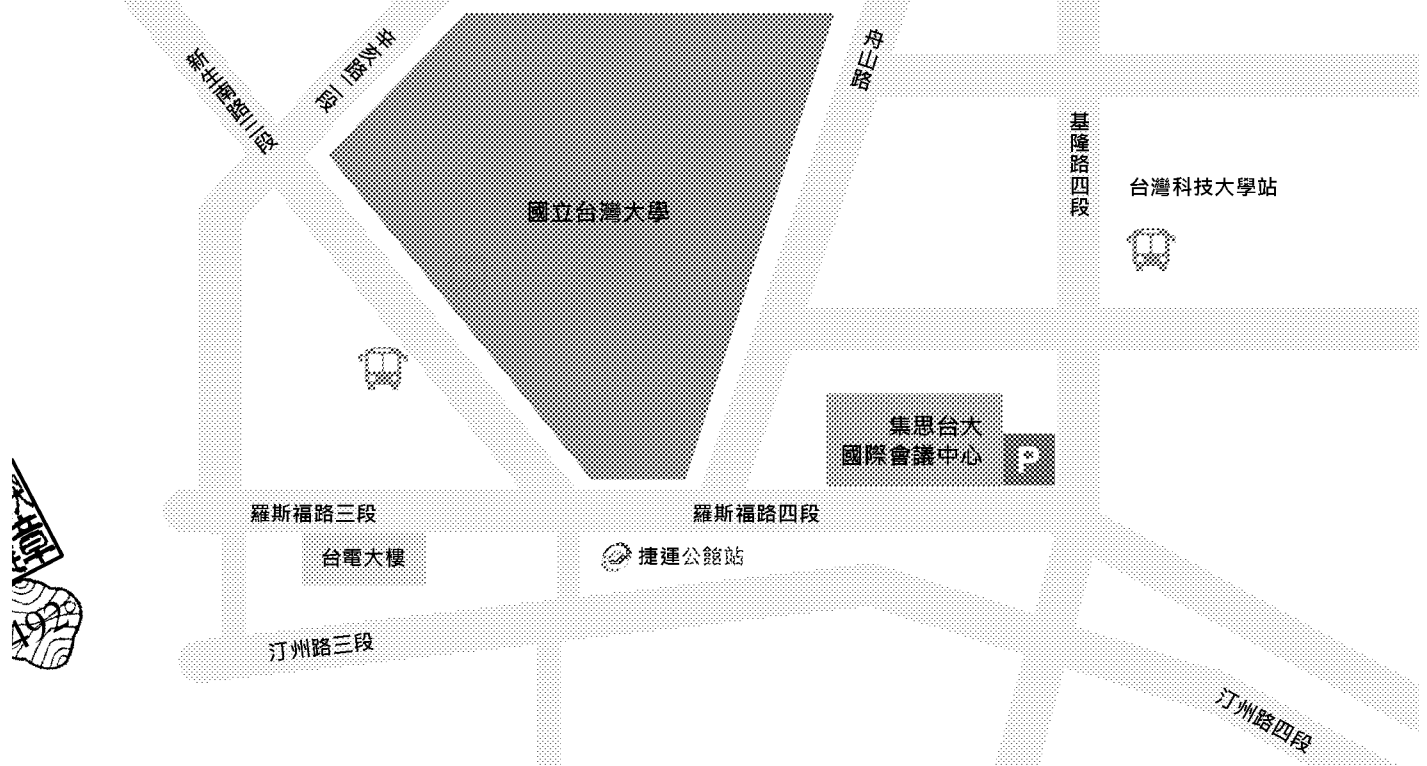 新生南路三段
辛亥路一段
舟山路
基隆路四段
台灣科技大學站
國立台灣大學
集思台大
國際會議中心
P
羅斯福路三段
羅斯福路四段
台電大樓
捷運公館站
汀州路三段
汀州路四段
章
492